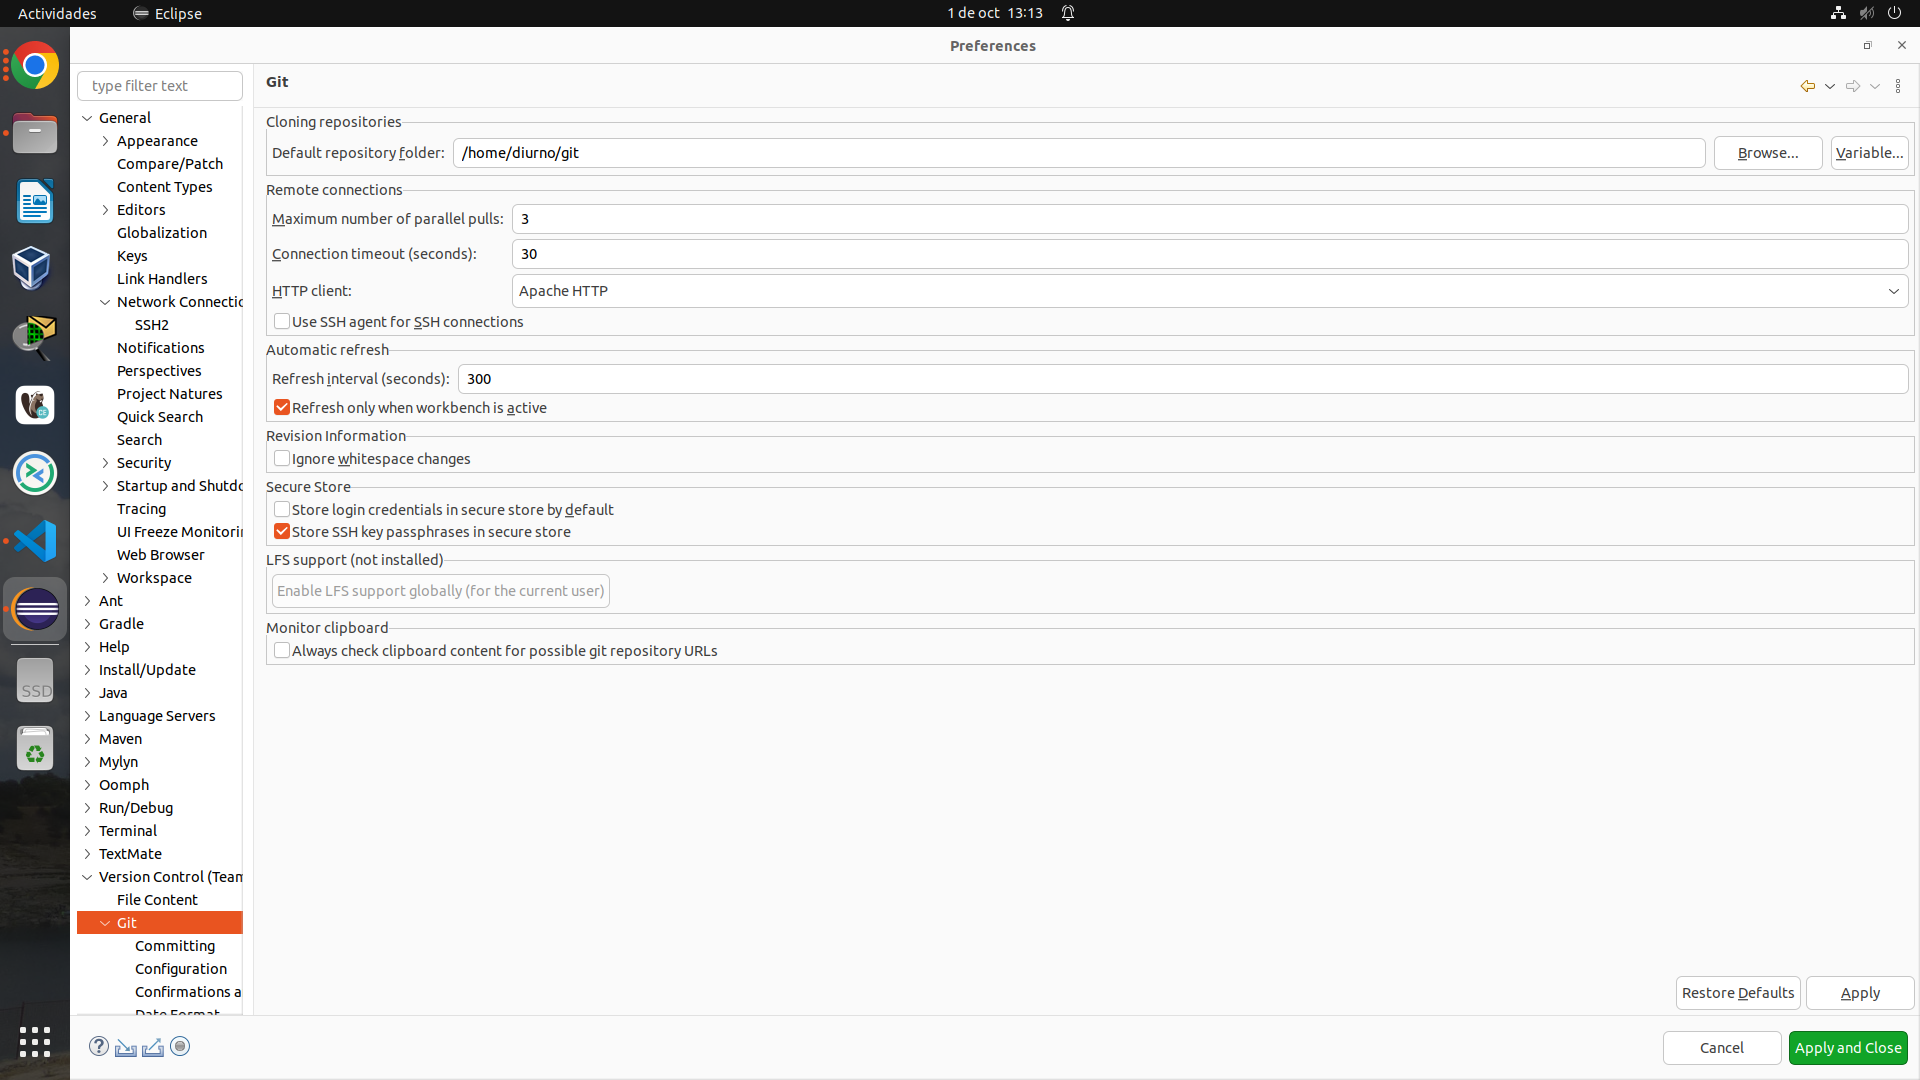 Actividades
Eclipse
1 de oct 13:13
Preferences
type filter text
General
Appearance
Compare/Patch
Content Types
Editors
Globalization
Keys
Link Handlers
Network Connectic
SSH2
Notifications
Perspectives
Project Natures
Quick Search
Search
Security
Startup and Shutdo
Tracing
UI Freeze Monitorin
Web Browser
Workspace
Ant
Gradle
Help
Install/Update
Java
Language Servers
Maven
Mylyn
Oomph
Run/Debug
Terminal
TextMate
Version Control (Team
File Content
Git
Committing
Configuration
Confirmations a
Date Format
Git
Cloning repositories
Default repository folder: /home/diurno/git Browse... Variable...
Remote connections
Maximum number of parallel pulls: 3
Connection timeout (seconds): 30
HTTP client: Apache HTTP
Use SSH agent for SSH connections
Automatic refresh
Refresh interval (seconds): 300
Refresh only when workbench is active
Revision Information
Ignore whitespace changes
Secure Store
Store login credentials in secure store by default
Store SSH key passphrases in secure store
LFS support (not installed)
Enable LFS support globally (for the current user)
Monitor clipboard
Always check clipboard content for possible git repository URLs
Restore Defaults Apply
Cancel Apply and Close
SSD
CE